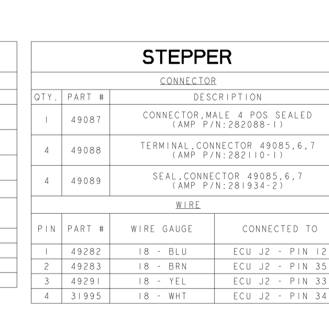 STEPPER
CONNECTOR
QTY. PART # DESCRIPTION
1 49087 CONNECTOR,MALE 4 POS SEALED
(AMP P/N:282088-1)
4 49088 TERMINAL,CONNECTOR 49085,6,7
(AMP P/N:282110-1)
4 49089 SEAL,CONNECTOR 49085,6,7
(AMP P/N:281934-2)
WIRE
PIN PART # WIRE GAUGE CONNECTED TO
1 49282 18 - BLU ECU J2 - PIN 12
2 49283 18 - BRN ECU J2 - PIN 35
3 49291 18 - YEL ECU J2 - PIN 33
4 31995 18 - WHT ECU J2 - PIN 34